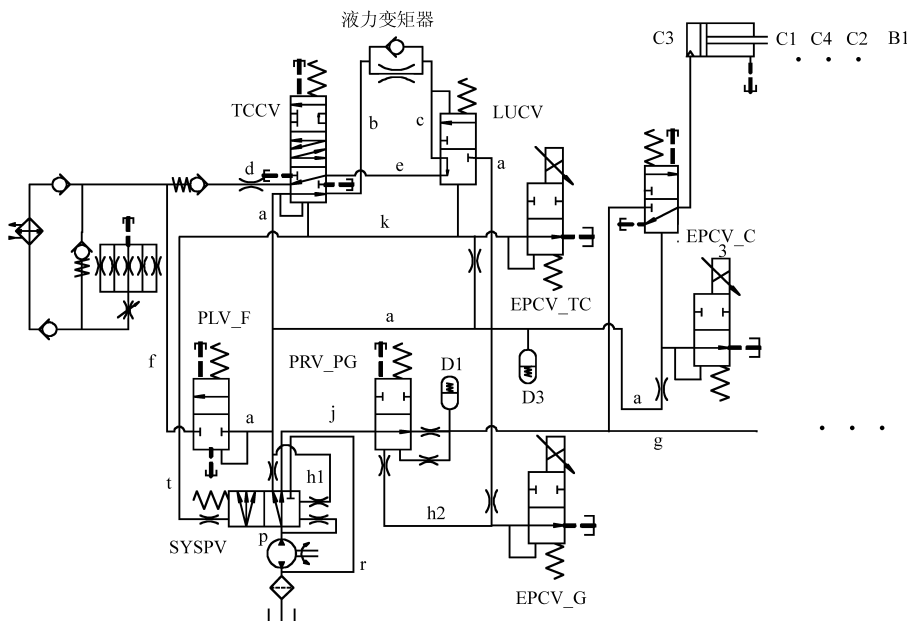 液力变矩器
C3
C1 C4 C2 B1
TCCV
LUCV
b
c
a
d
e
a
k
EPCV_C
3
EPCV_TC
PLV_F
a
PRV_PG
D1
D3
f
a
j
a
g
t
h1
h2
SYSPV
p
r
EPCV_G